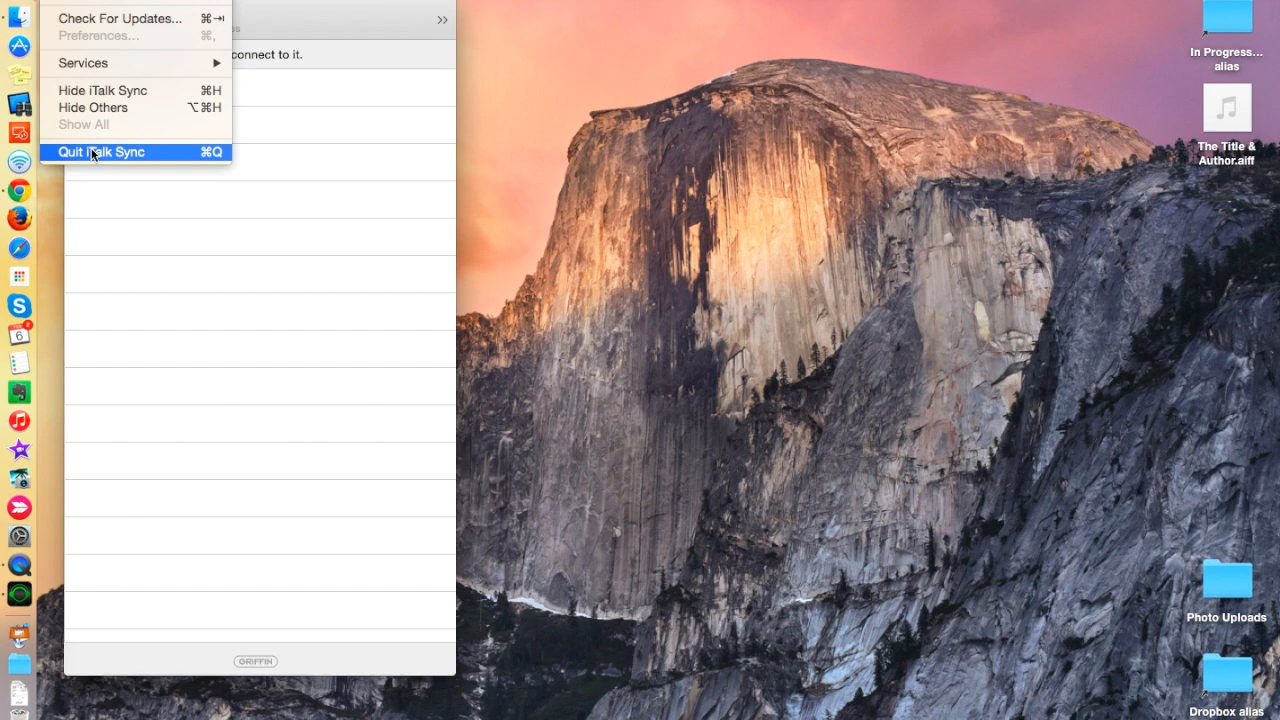 Check For Updates... ⌘⇥
Preferences... ⌘,
Services
Hide iTalk Sync ⌘H
Hide Others ⌥⌘H
Show All
Quit iTalk Sync ⌘Q
connect to it.
GRIFFIN
6
In Progress...
alias
The Title &
Author.aiff
Photo Uploads
Dropbox alias